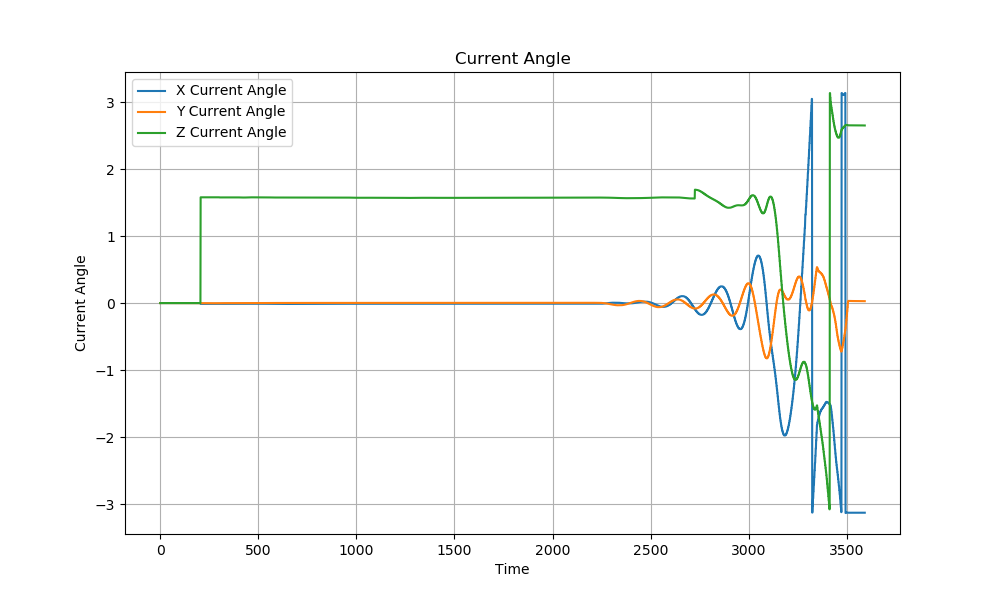 Current Angle
X Current Angle
Y Current Angle
Z Current Angle
Current Angle
3
2
1
0
−1
−2
−3
0 500 1000 1500 2000 2500 3000 3500
Time